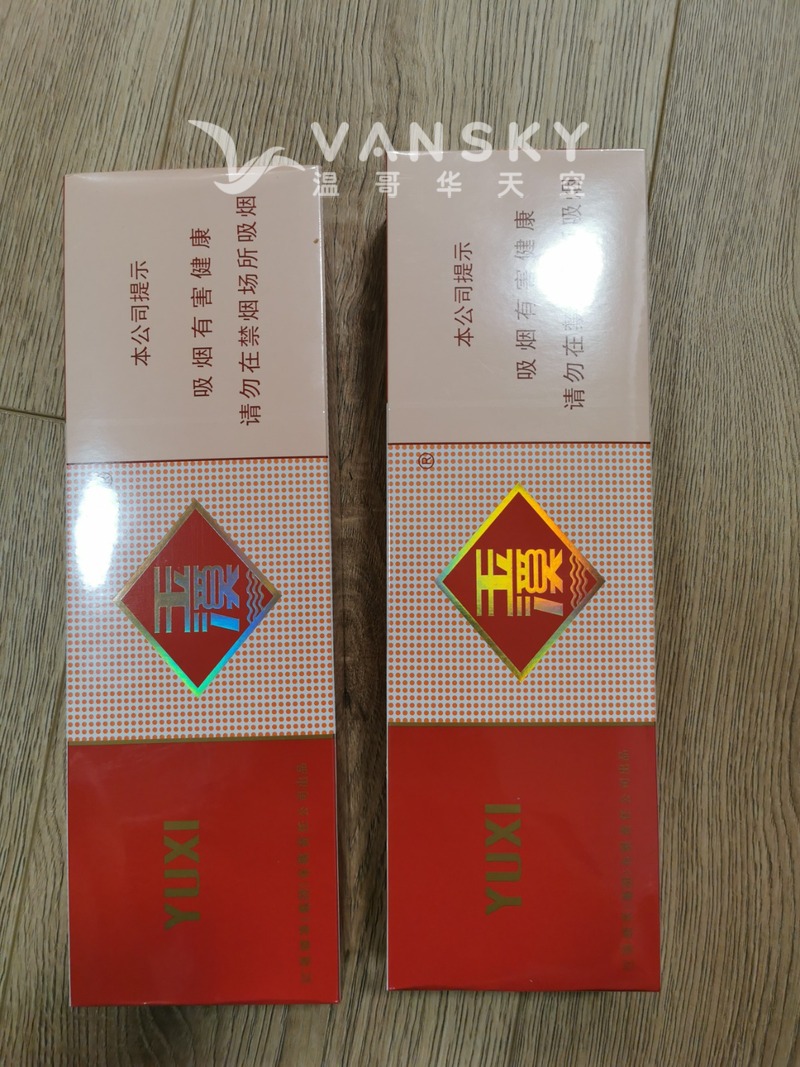 VANSKY
温哥华天空
本公司提示
吸烟有害健康
请勿在禁烟场所吸烟
玉溪
YUXI
本公司提示
吸烟有害健康
请勿在禁 吸烟
®
玉溪
YUXI